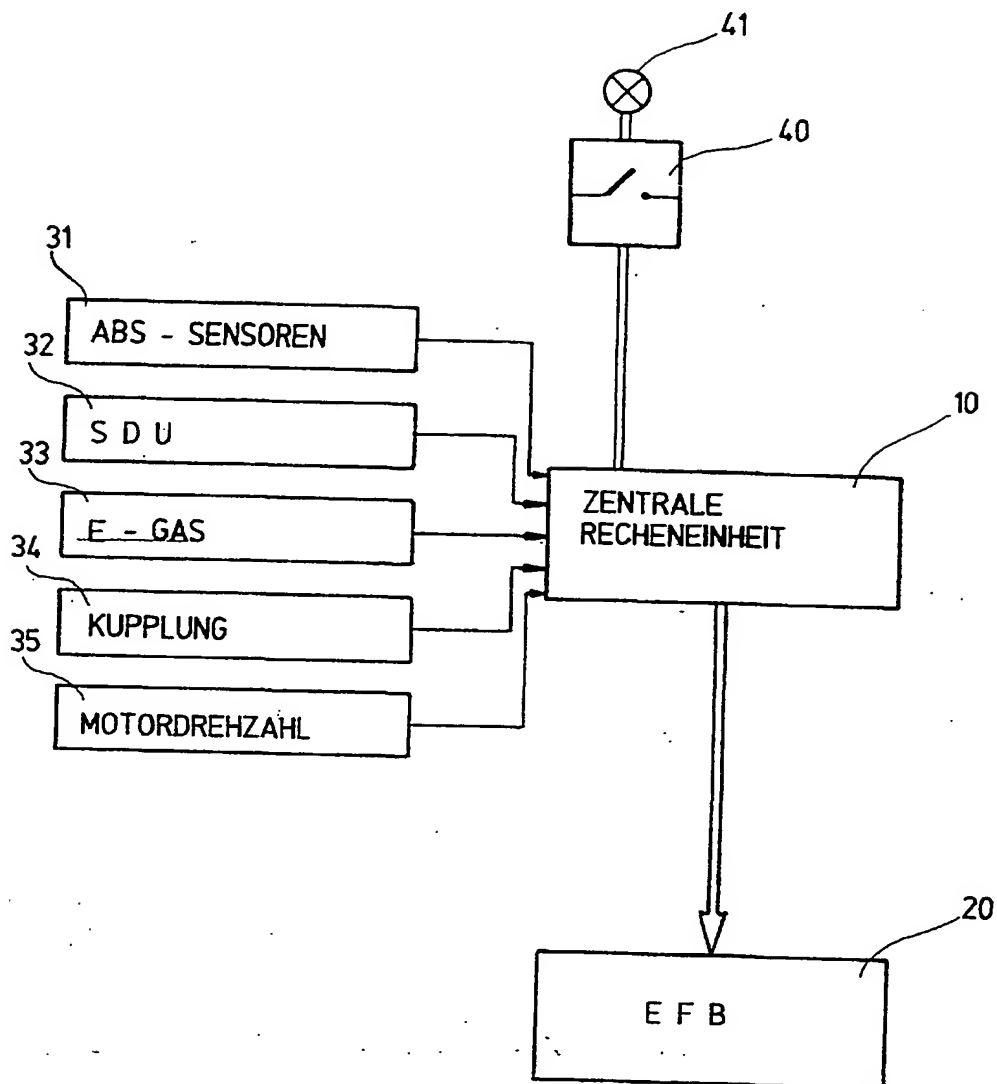 41
40
31
ABS - SENSOREN
32
S D U
33
E - GAS
34
KUPPLUNG
35
MOTORDREHZAHL
10
ZENTRALE
RECHENEINHEIT
20
E F B